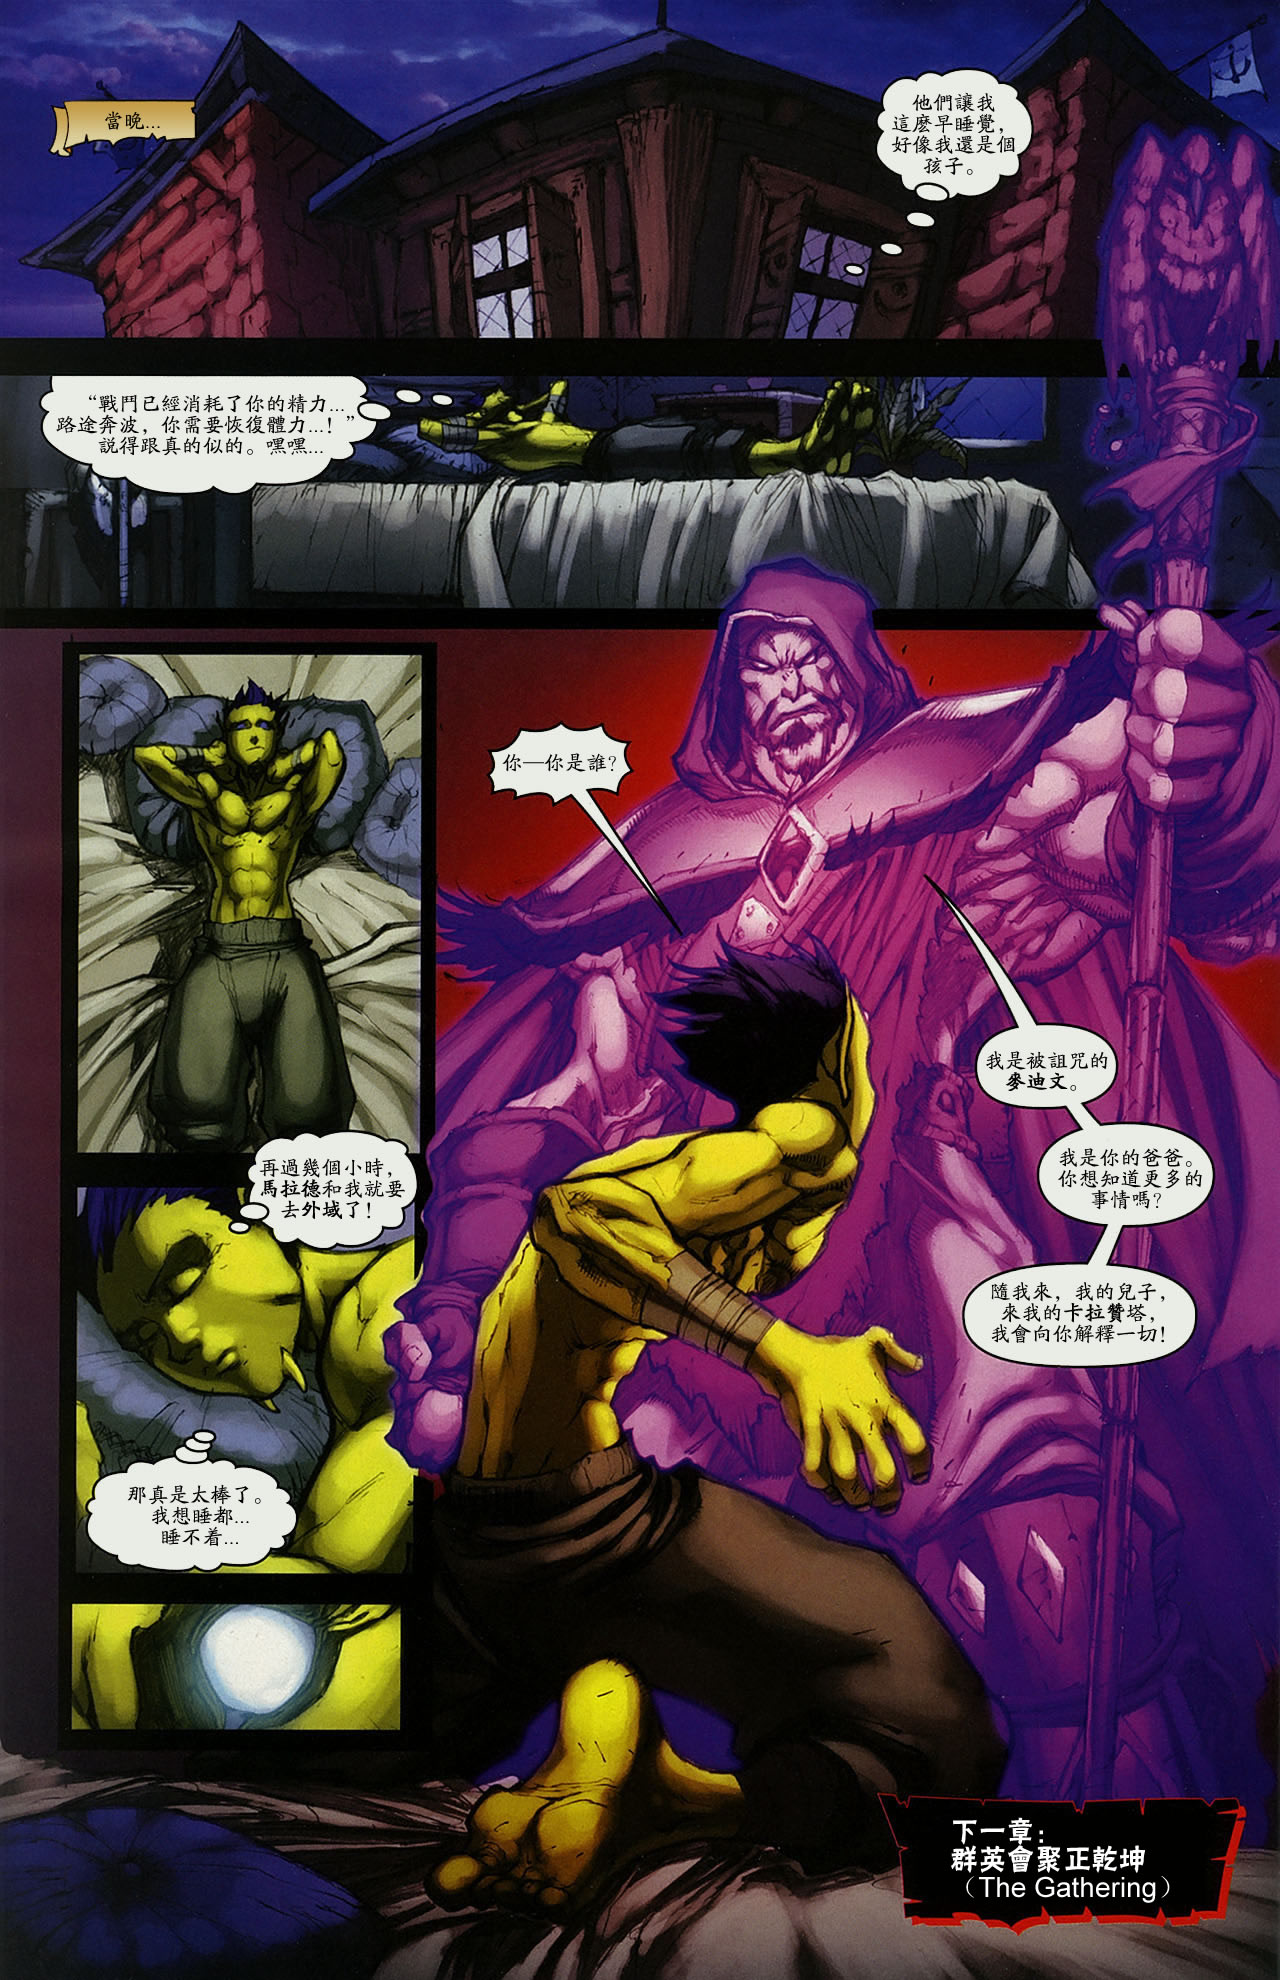 當晚...
他們讓我
這麽早睡覺，
好像我還是個
孩子。
“戰鬥已經消耗了你的精力...
路途奔波，你需要恢復體力...！”
説得跟真的似的。嘿嘿...
你—你是誰？
我是被詛咒的
麥迪文。
我是你的爸爸。
你想知道更多的
事情嗎？
隨我來，我的兒子，
來我的卡拉贊塔，
我會向你解釋一切！
再過幾個小時，
馬拉德和我就要
去外域了！
那真是太棒了。
我想睡都...
睡不着...
下一章：
群英會聚正乾坤
（The Gathering）